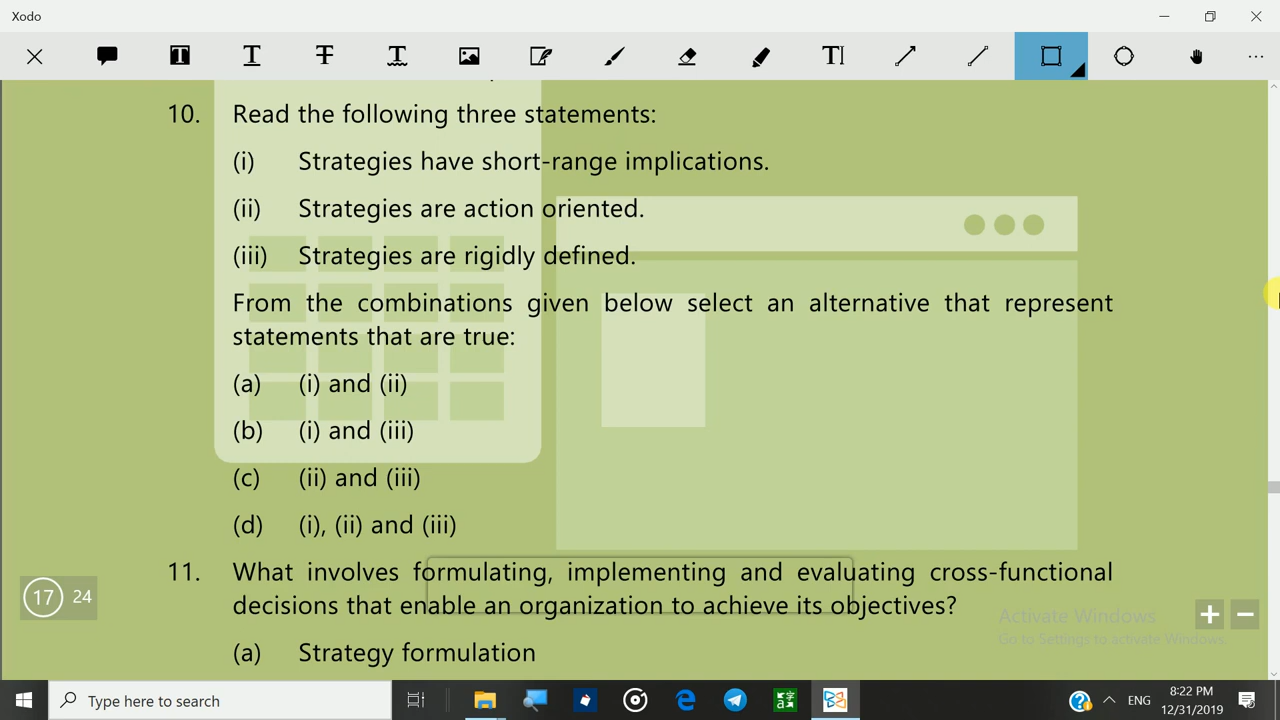 Xodo
10. Read the following three statements:
(i) Strategies have short-range implications.
(ii) Strategies are action oriented.
(iii) Strategies are rigidly defined.
From the combinations given below select an alternative that represent
statements that are true:
(a) (i) and (ii)
(b) (i) and (iii)
(c) (ii) and (iii)
(d) (i), (ii) and (iii)
11. What involves formulating, implementing and evaluating cross-functional
decisions that enable an organization to achieve its objectives?
(a) Strategy formulation
17 24
Activate Windows
Go to Settings to activate Windows.
Type here to search
ENG
8:22 PM
12/31/2019